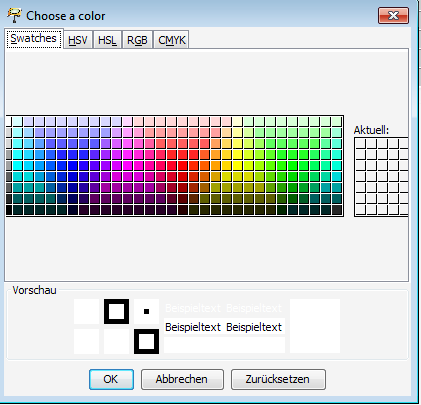 Choose a color
Swatches HSV HSL RGB CMYK
Aktuell:
Vorschau
Beispieltext Beispieltext
Beispieltext Beispieltext
OK Abbrechen Zurücksetzen